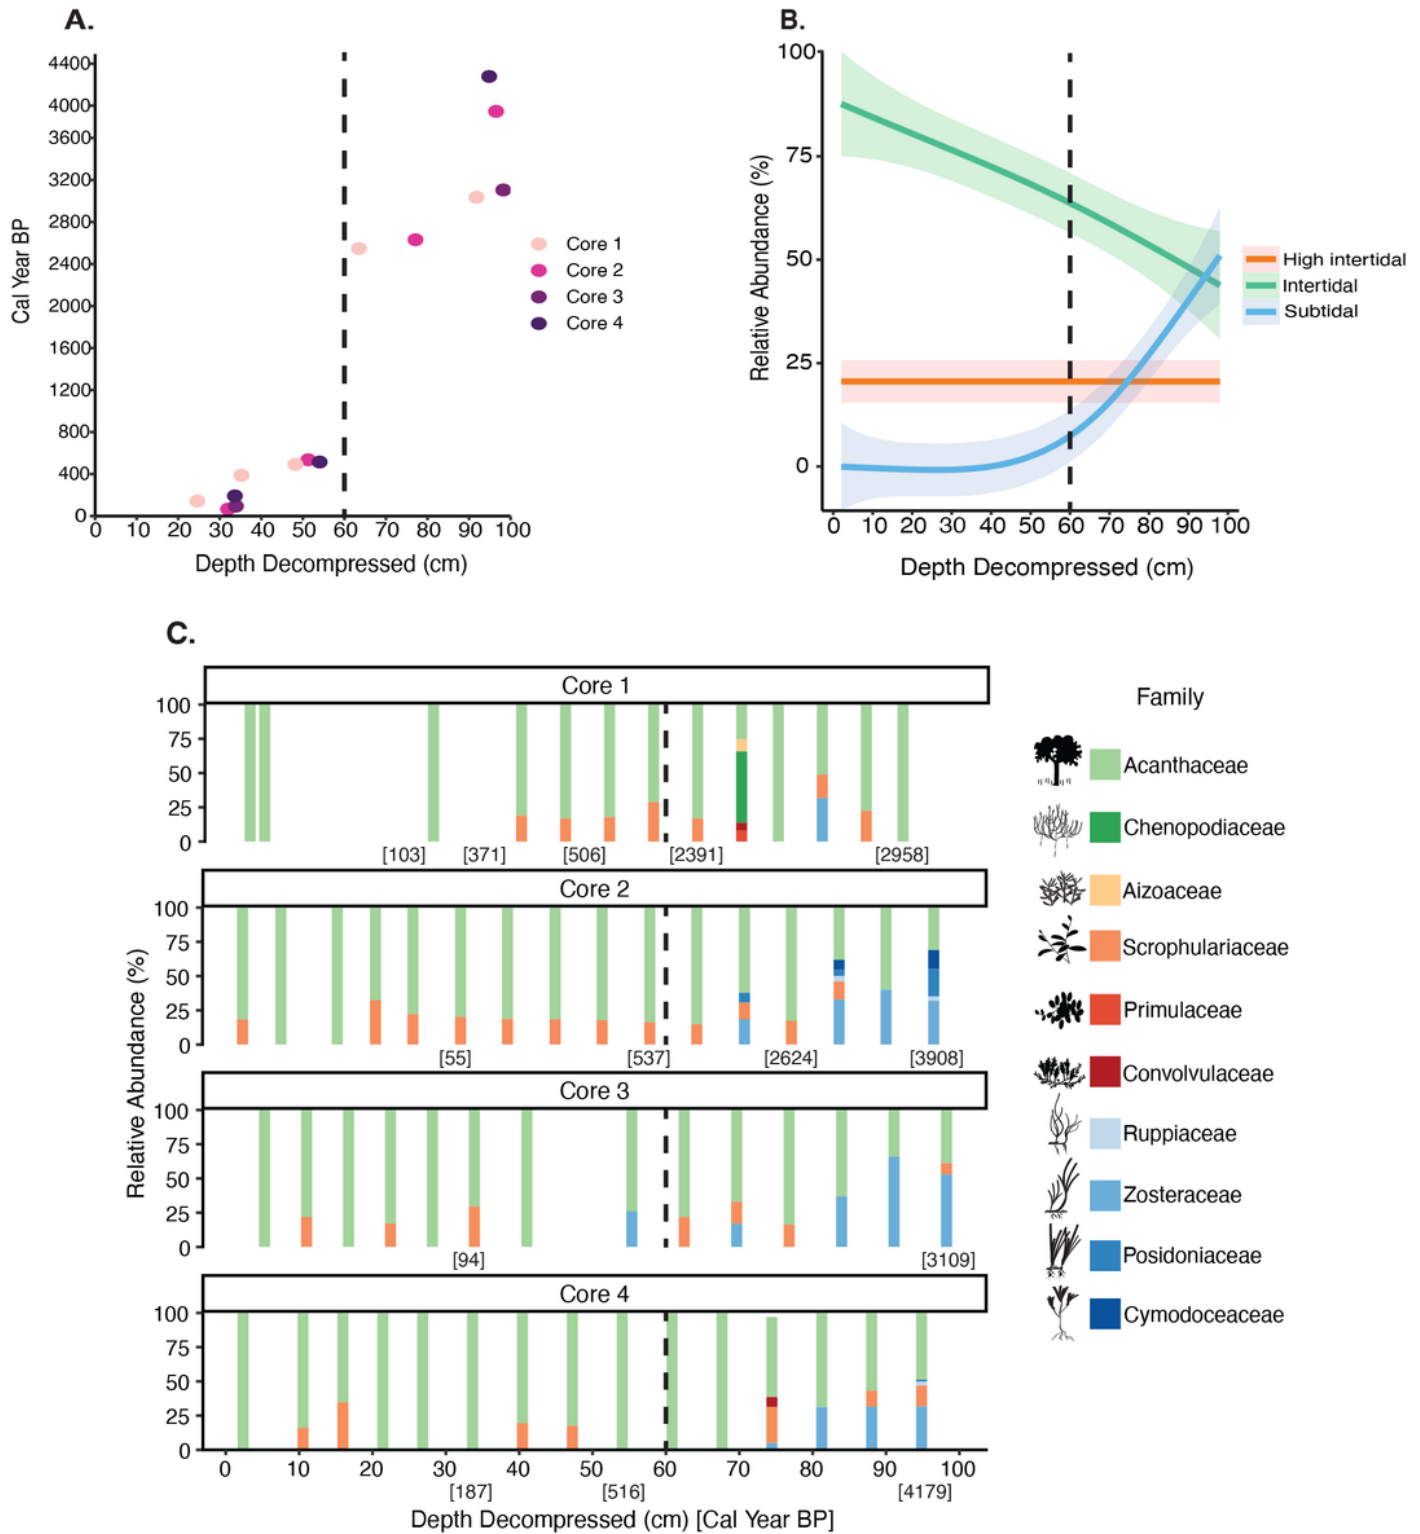 A.
4400
4000
3600
3200
2800
2400
2000
1600
1200
800
400
0
Cal Year BP
0 10 20 30 40 50 60 70 80 90 100
Depth Decompressed (cm)
Core 1
Core 2
Core 3
Core 4
B.
100
75
50
25
0
Relative Abundance (%)
0 10 20 30 40 50 60 70 80 90 100
Depth Decompressed (cm)
High intertidal
Intertidal
Subtidal
C.
Core 1
100
75
50
25
0
[103] [371] [506] [2391] [2958]
Core 2
100
75
50
25
0
[55] [537] [2624] [3908]
Core 3
100
75
50
25
0
[94] [3109]
Core 4
100
75
50
25
0
Relative Abundance (%)
0 10 20 30 40 50 60 70 80 90 100
[187] [516] [4179]
Depth Decompressed (cm) [Cal Year BP]
Family
Acanthaceae
Chenopodiaceae
Aizoaceae
Scrophulariaceae
Primulaceae
Convolvulaceae
Ruppiaceae
Zosteraceae
Posidoniaceae
Cymodoceaceae